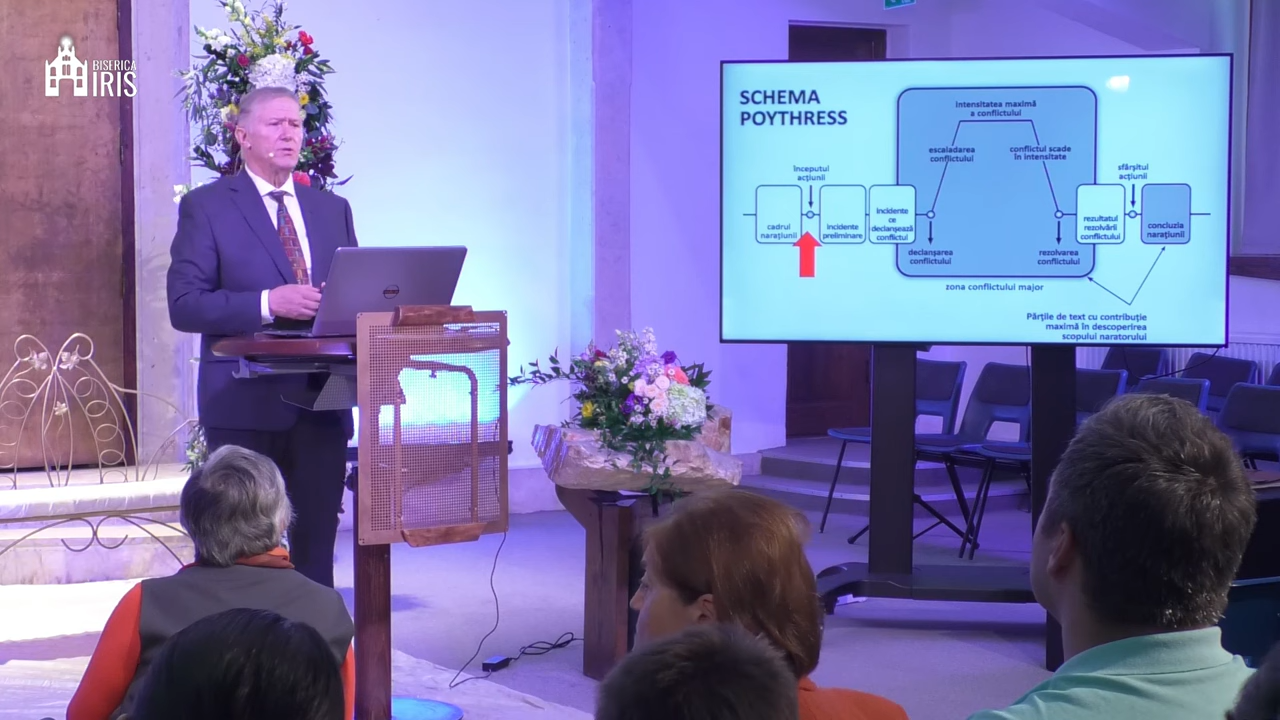 BISERICA
IRIS
SCHEMA
POYTHRESS
intensitatea maximă
a conflictului
escaladarea
conflictului
conflictul scade
în intensitate
începutul
acțiunii
sfârșitul
acțiunii
cadrul
narațiunii
incidente
preliminare
incidente
ce
declanșează
conflictul
rezultatul
rezolvării
conflictului
concluzia
narațiunii
declanșarea
conflictului
rezolvarea
conflictului
zona conflictului major
Părțile de text cu contribuție
maximă în descoperirea
scopului naratorului